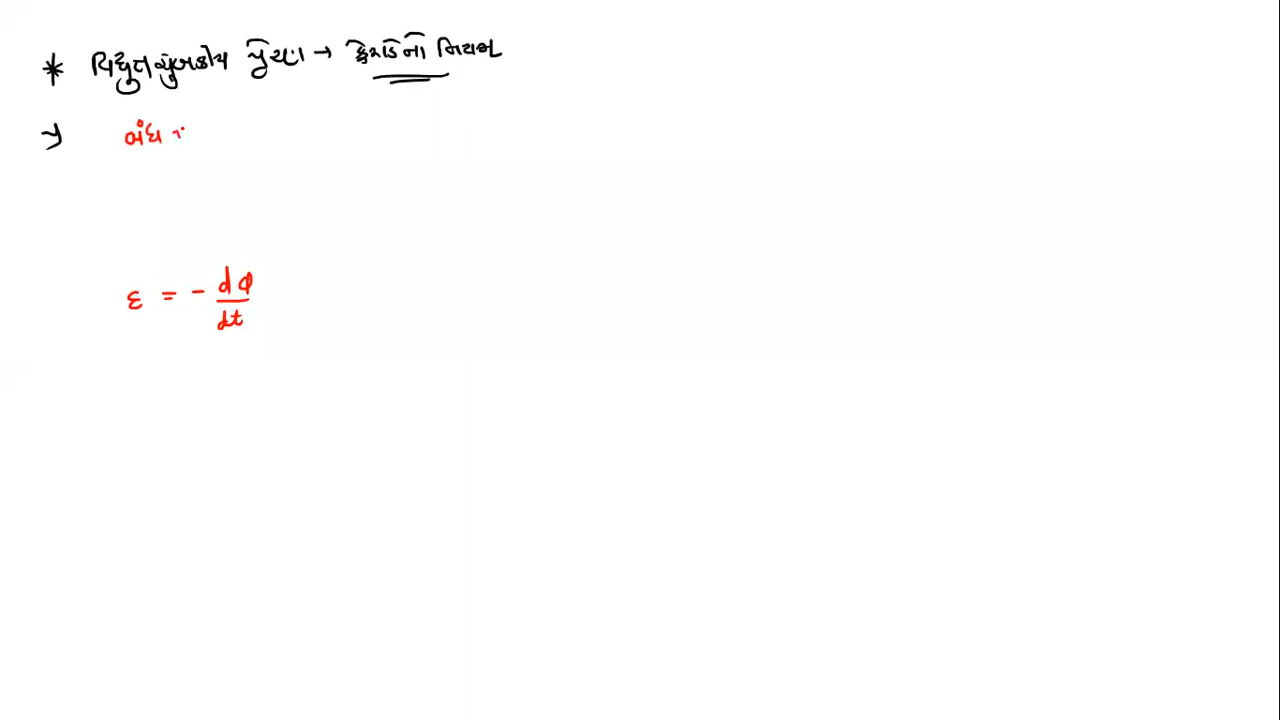 * વિદ્યુતચુંબકીય પ્રેરણ → ફેરાડેનો નિયમ
→ બંધ
ε = - dΦ/dt